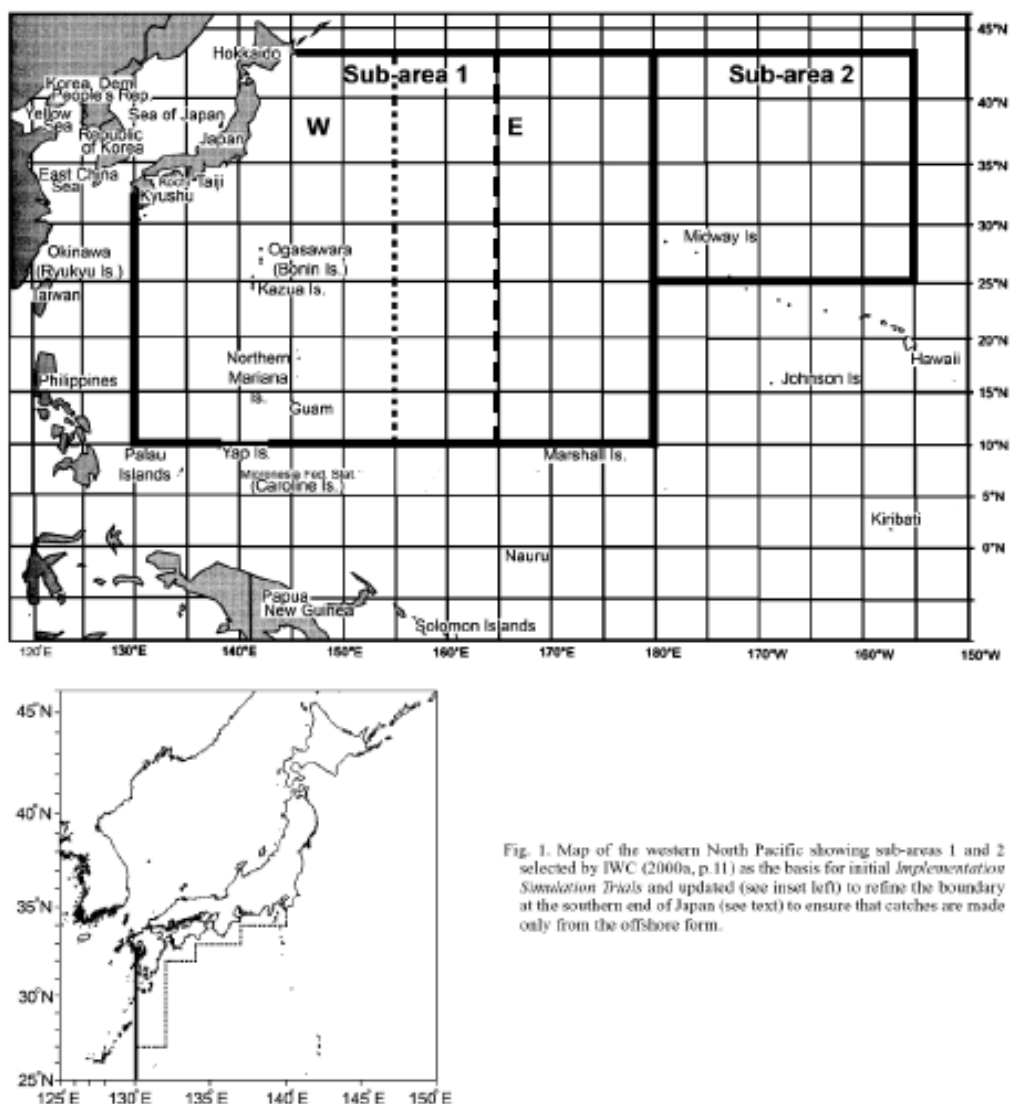 45°N
Hokkaido
Sub-area 1
Sub-area 2
Korea, Dem
People's Rep.
40°N
Yellow
Sea
Sea of Japan
W
E
Republic
of Korea
Japan
35°N
East China
Sea
Kochi
Taiji
Kyushu
30°N
Midway Is
Okinawa
(Ryukyu Is.)
Ogasawara
(Bonin Is.)
25°N
Taiwan
Kazua Is.
20°N
Northern
Mariana
Is.
Hawaii
Philippines
Johnson Is
15°N
Guam
10°N
Palau
Islands
Yap Is.
Marshall Is.
Micronesia Fed. Stat.
(Caroline Is.)
5°N
Kiribati
0°N
Nauru
Papua
New Guinea
Solomon Islands
120°E 130°E 140°E 150°E 160°E 170°E 180°E 170°W 160°W 150°W
45°N
40°N
35°N
30°N
25°N
125°E 130°E 135°E 140°E 145°E 150°E
Fig. 1. Map of the western North Pacific showing sub-areas 1 and 2
selected by IWC (2000a, p.11) as the basis for initial Implementation
Simulation Trials and updated (see inset left) to refine the boundary
at the southern end of Japan (see text) to ensure that catches are made
only from the offshore form.